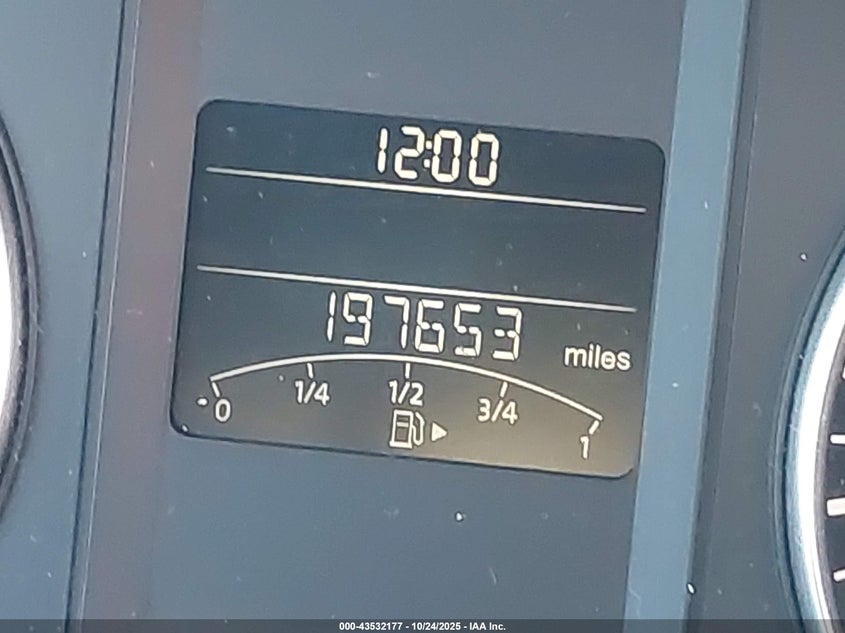 12:00
197653 miles
0 1/4 1/2 3/4 1
000-43532177 - 10/24/2025 - IAA Inc.